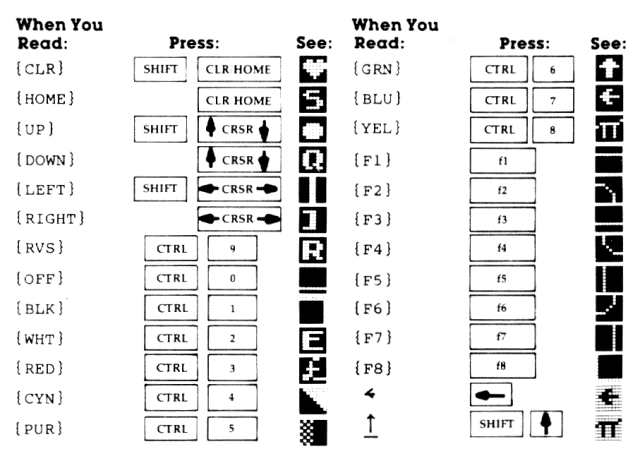 When You Read: Press: See:
{CLR} SHIFT CLR HOME
{HOME} CLR HOME S
{UP} SHIFT ↑ CRSR ↓
{DOWN} ↑ CRSR ↓ Q
{LEFT} SHIFT ← CRSR →
{RIGHT} ← CRSR → ]
{RVS} CTRL 9 R
{OFF} CTRL 0
{BLK} CTRL 1
{WHT} CTRL 2 E
{RED} CTRL 3 £
{CYN} CTRL 4
{PUR} CTRL 5
When You Read: Press: See:
{GRN} CTRL 6 ↑
{BLU} CTRL 7 ←
{YEL} CTRL 8 π
{F1} f1
{F2} f2
{F3} f3
{F4} f4
{F5} f5
{F6} f6
{F7} f7
{F8} f8
← ← ←
↑ SHIFT ↑ π